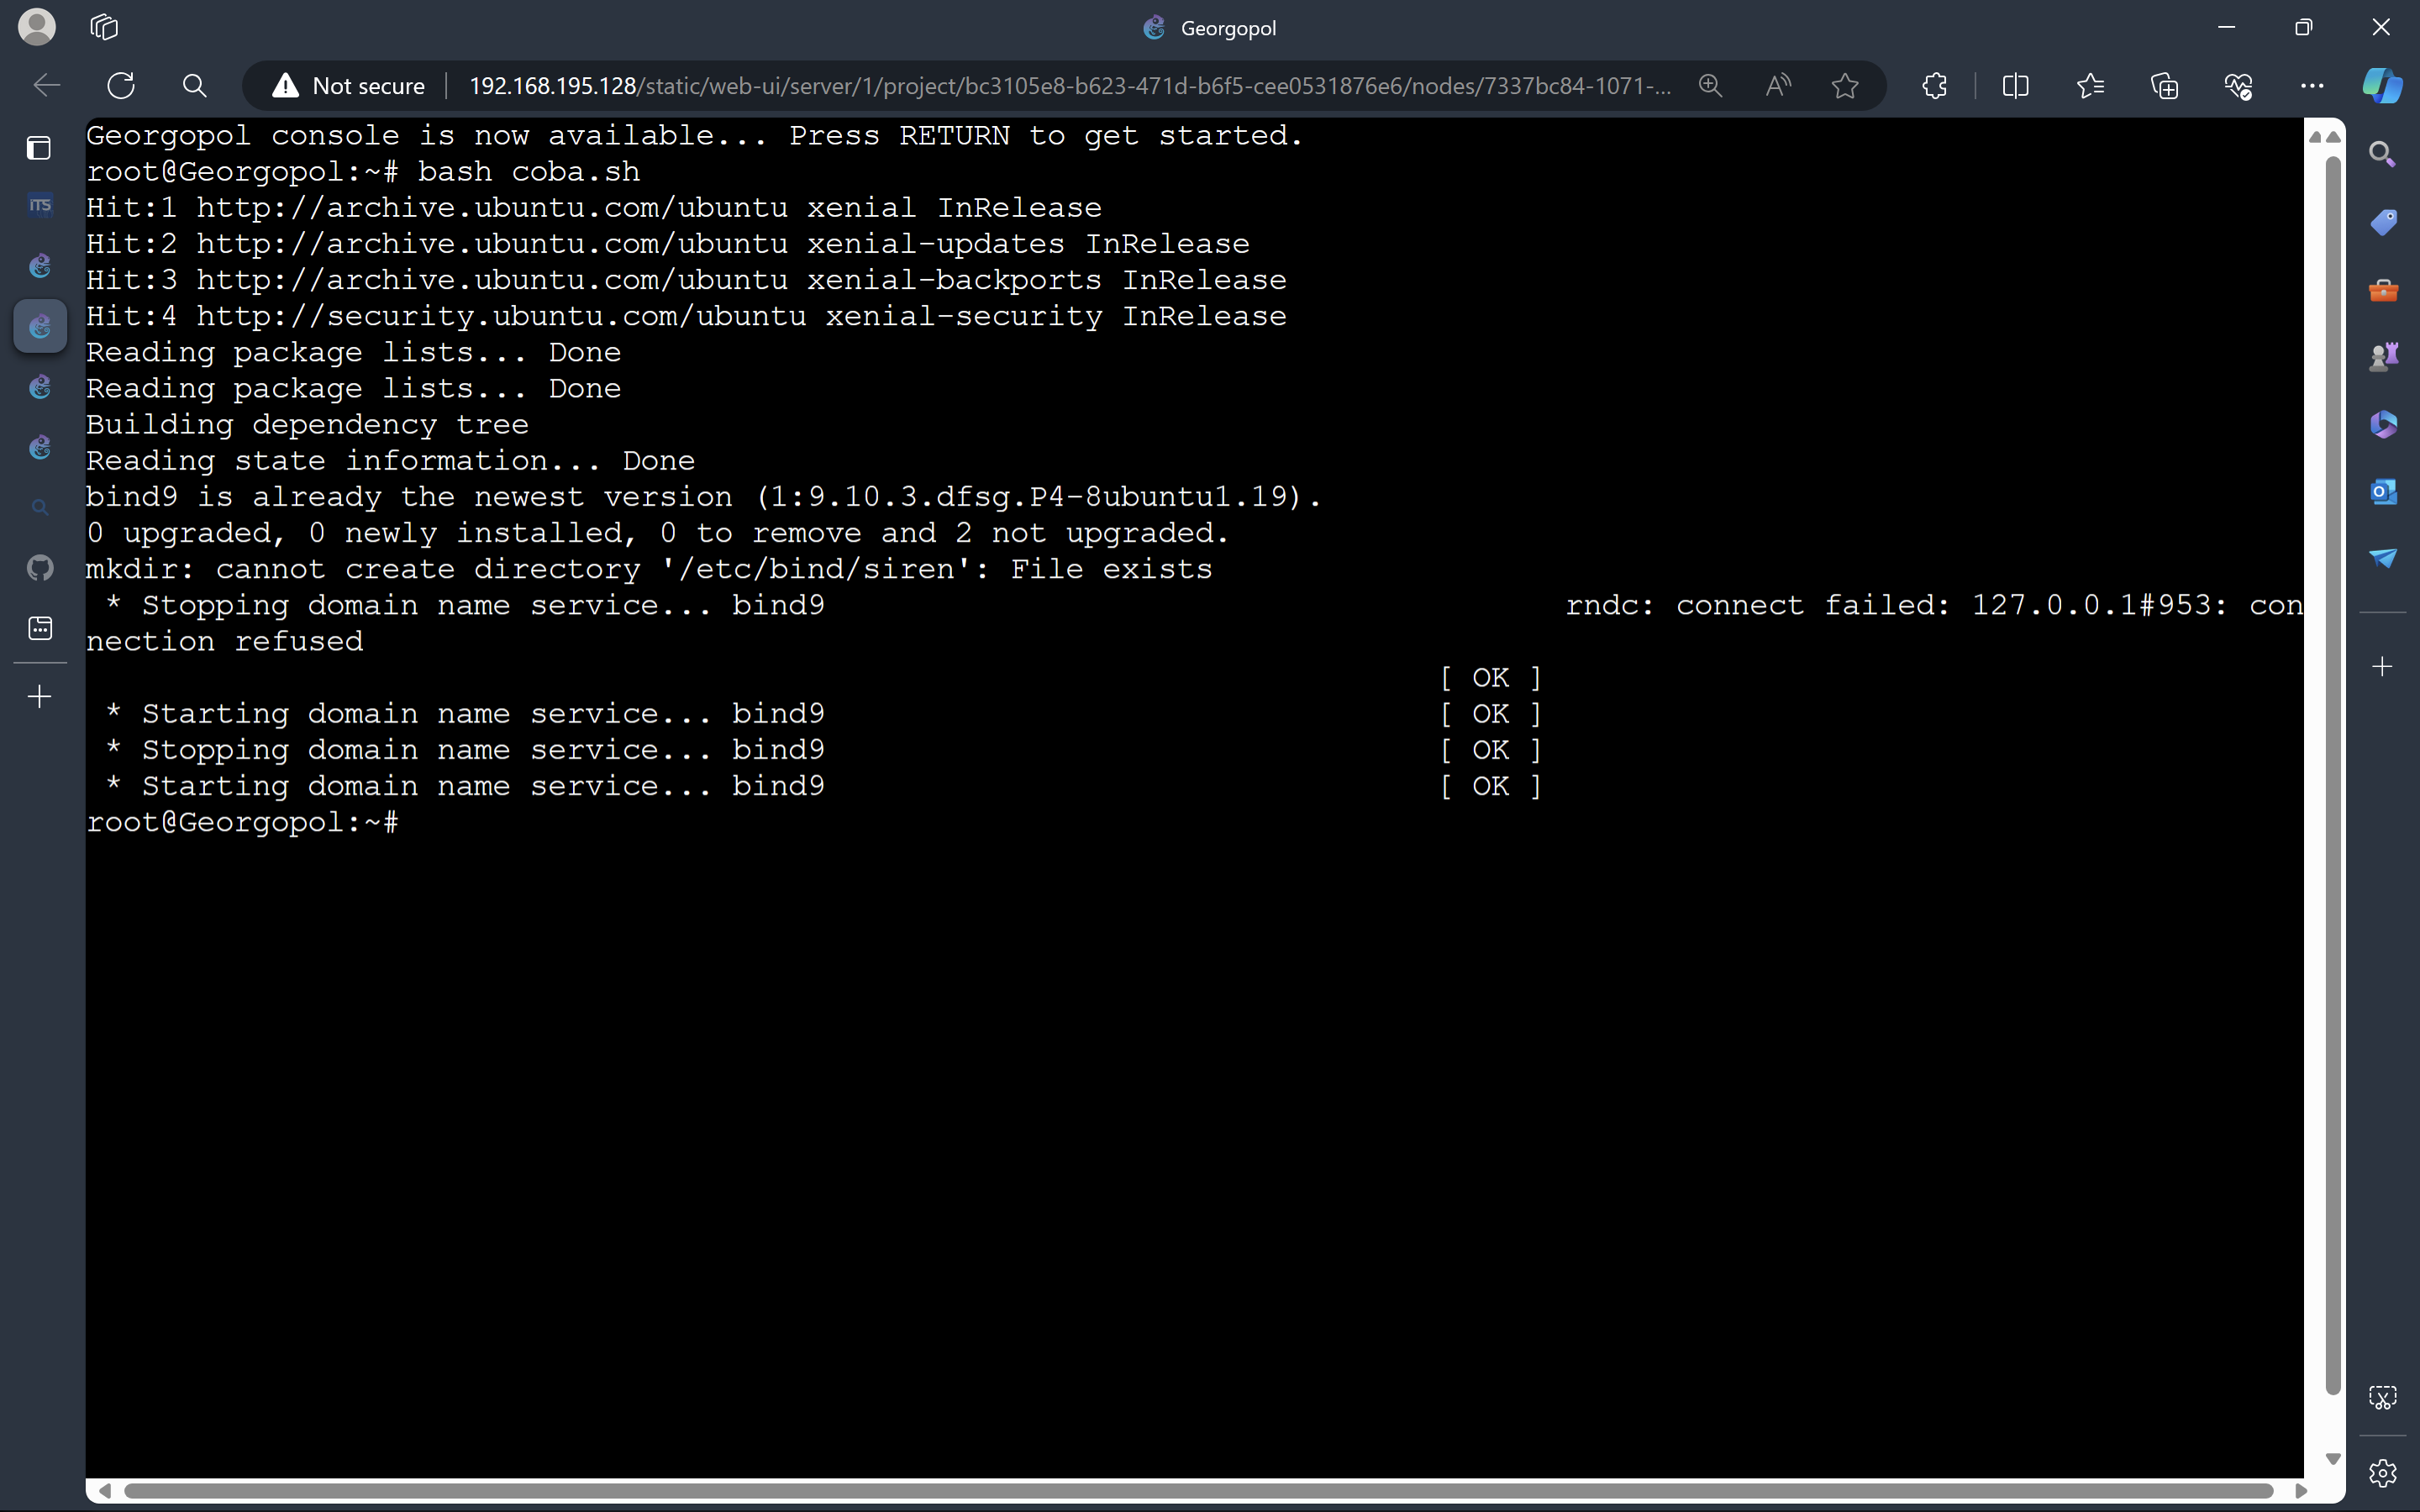 Georgopol
Not secure
192.168.195.128/static/web-ui/server/1/project/bc3105e8-b623-471d-b6f5-cee0531876e6/nodes/7337bc84-1071-...
ITS
Georgopol console is now available... Press RETURN to get started.
root@Georgopol:~# bash coba.sh
Hit:1 http://archive.ubuntu.com/ubuntu xenial InRelease
Hit:2 http://archive.ubuntu.com/ubuntu xenial-updates InRelease
Hit:3 http://archive.ubuntu.com/ubuntu xenial-backports InRelease
Hit:4 http://security.ubuntu.com/ubuntu xenial-security InRelease
Reading package lists... Done
Reading package lists... Done
Building dependency tree
Reading state information... Done
bind9 is already the newest version (1:9.10.3.dfsg.P4-8ubuntu1.19).
0 upgraded, 0 newly installed, 0 to remove and 2 not upgraded.
mkdir: cannot create directory '/etc/bind/siren': File exists
* Stopping domain name service... bind9 rndc: connect failed: 127.0.0.1#953: con
nection refused
[ OK ]
* Starting domain name service... bind9 [ OK ]
* Stopping domain name service... bind9 [ OK ]
* Starting domain name service... bind9 [ OK ]
root@Georgopol:~#